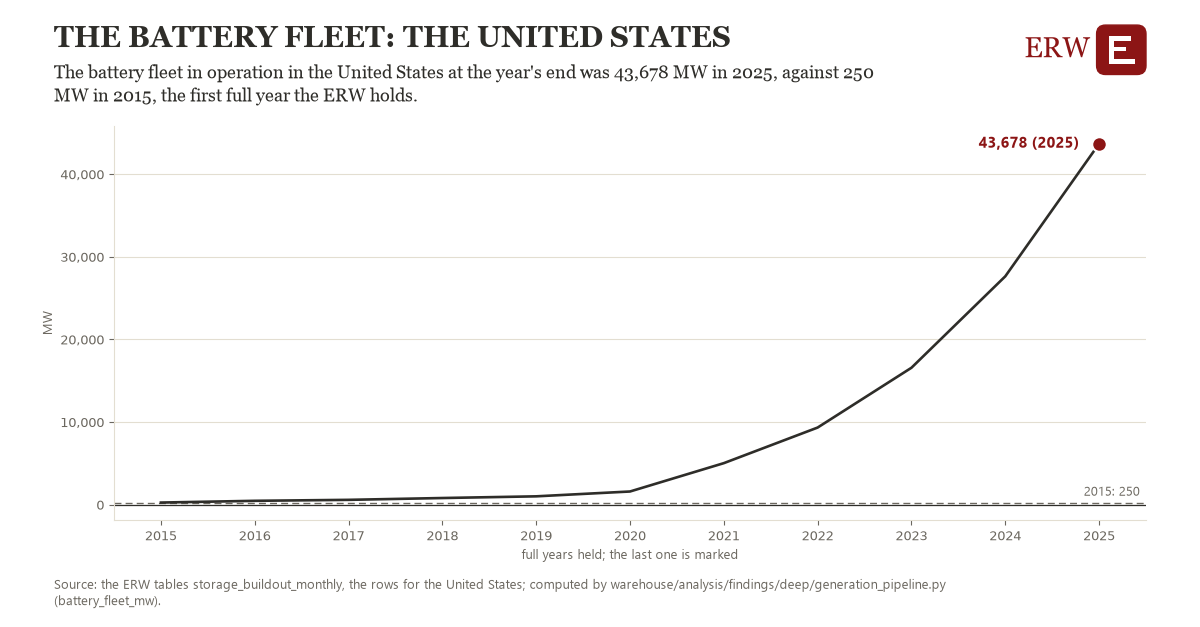 THE BATTERY FLEET: THE UNITED STATES
The battery fleet in operation in the United States at the year's end was 43,678 MW in 2025, against 250
MW in 2015, the first full year the ERW holds.
ERW E
43,678 (2025)
40,000
30,000
20,000
10,000
0
MW
2015: 250
2015 2016 2017 2018 2019 2020 2021 2022 2023 2024 2025
full years held; the last one is marked
Source: the ERW tables storage_buildout_monthly, the rows for the United States; computed by warehouse/analysis/findings/deep/generation_pipeline.py
(battery_fleet_mw).